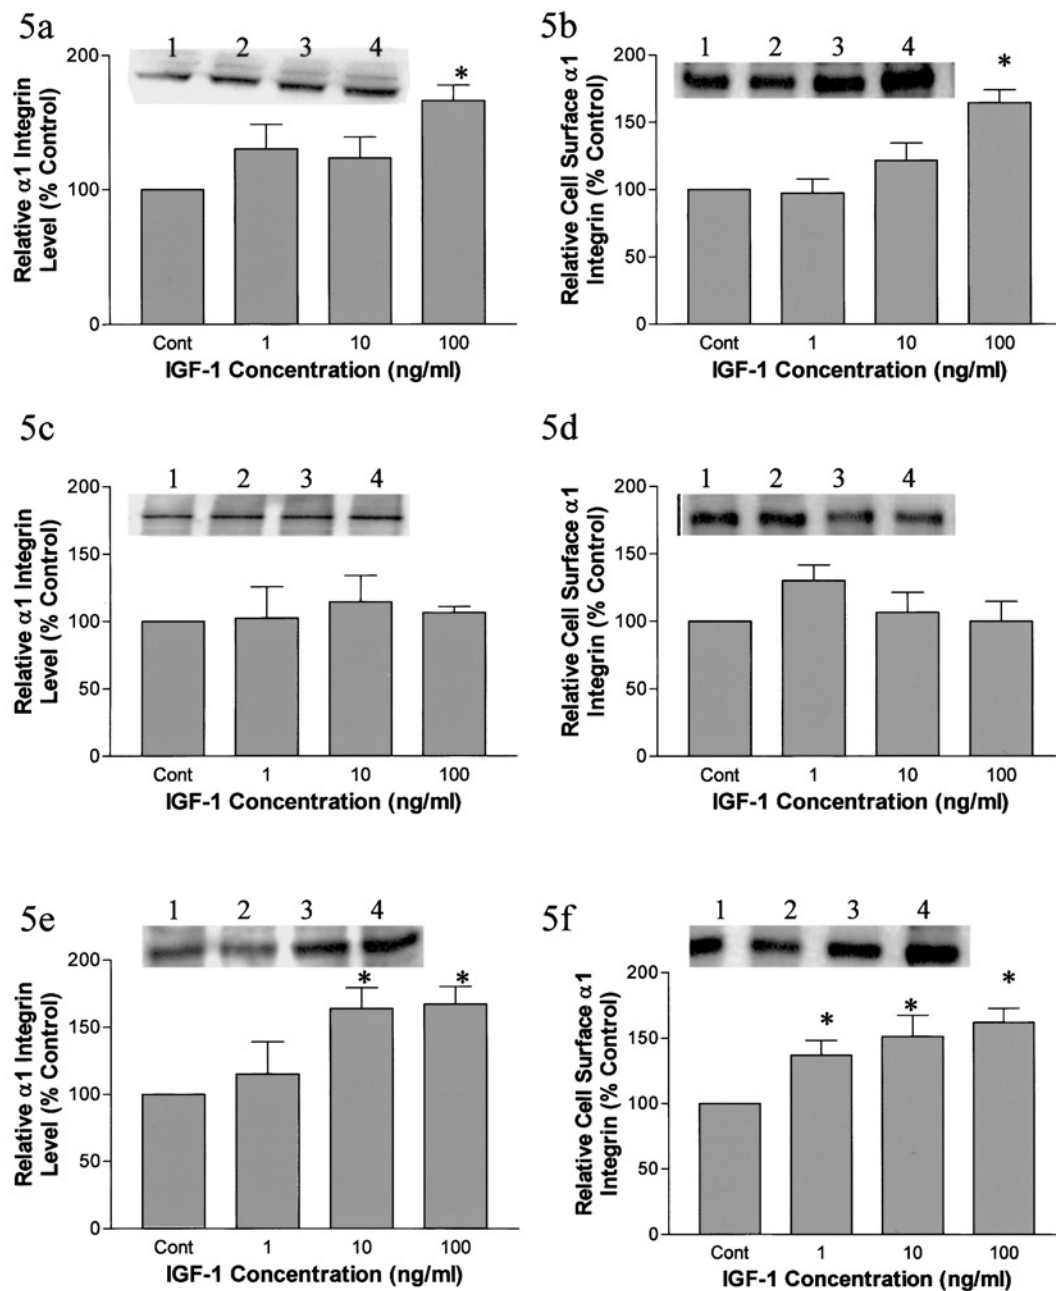 5a
1 2 3 4
Relative α1 Integrin
Level (% Control)
200
100
0
*
Cont 1 10 100
IGF-1 Concentration (ng/ml)
5b
1 2 3 4
Relative Cell Surface α1
Integrin (% Control)
200
150
100
50
0
*
Cont 1 10 100
IGF-1 Concentration (ng/ml)
5c
1 2 3 4
Relative α1 Integrin
Level (% Control)
200
150
100
50
0
Cont 1 10 100
IGF-1 Concentration (ng/ml)
5d
1 2 3 4
Relative Cell Surface α1
Integrin (% Control)
200
150
100
50
0
Cont 1 10 100
IGF-1 Concentration (ng/ml)
5e
1 2 3 4
Relative α1 Integrin
Level (% Control)
200
150
100
50
0
* *
Cont 1 10 100
IGF-1 Concentration (ng/ml)
5f
1 2 3 4
Relative Cell Surface α1
Integrin (% Control)
200
150
100
50
0
* * *
Cont 1 10 100
IGF-1 Concentration (ng/ml)